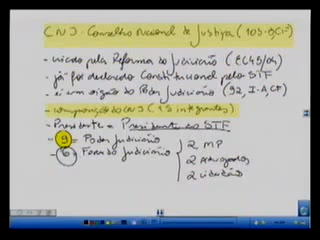 CNJ - Conselho Nacional de Justiça (103-B CF)
- criado pela Reforma do Judiciário (EC 45/04)
- já foi declarado Constitucional pelo STF
- é um órgão do Poder Judiciário (92, I-A, CF)
- composição do CNJ (15 integrantes)
- Presidente = Presidente do STF
- 9 = Poder Judiciário
- 6 = Fora do Judiciário
2 MP
2 Advogados
2 cidadãos